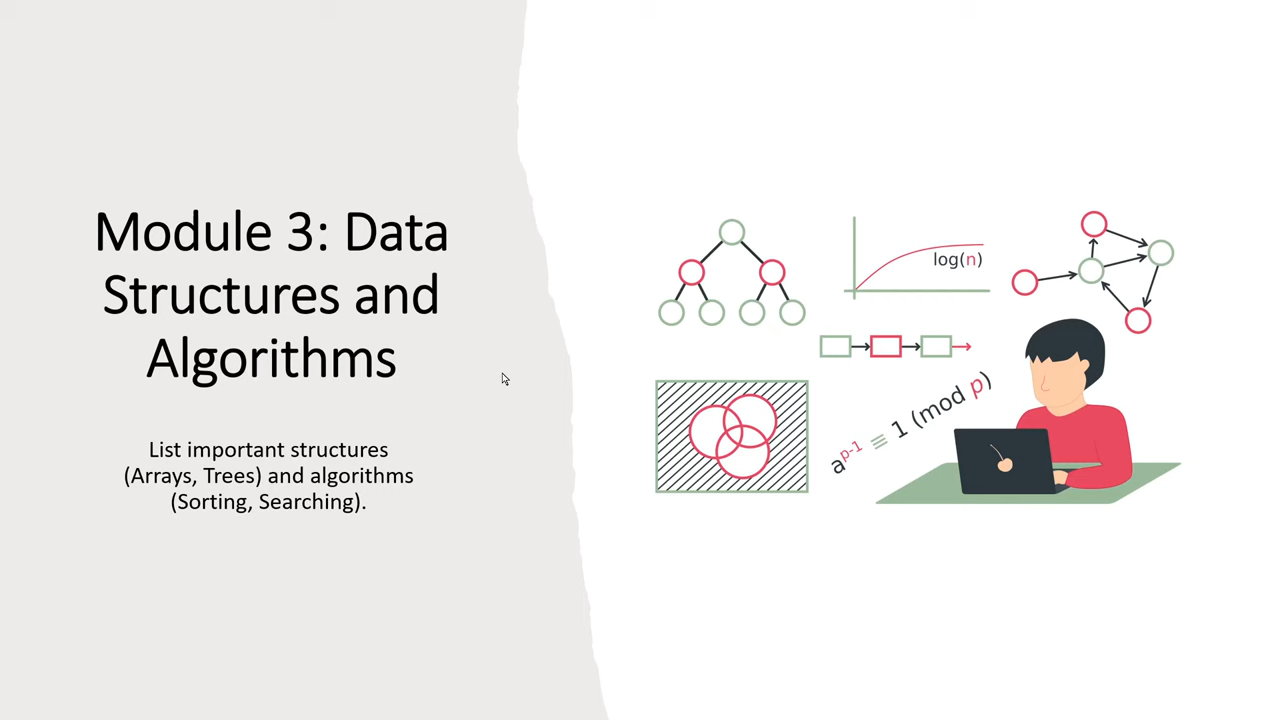 Module 3: Data
Structures and
Algorithms
List important structures
(Arrays, Trees) and algorithms
(Sorting, Searching).
log(n)
a^p-1 ≡ 1 (mod p)